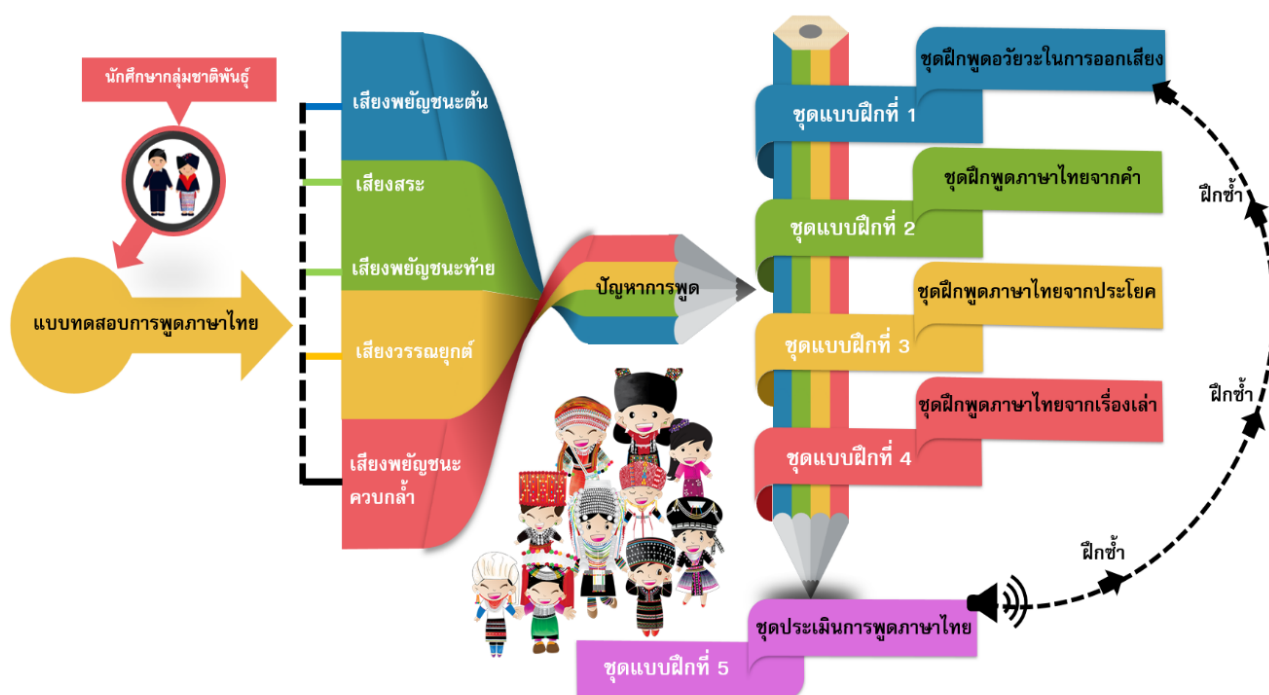 นักศึกษากลุ่มชาติพันธุ์
แบบทดสอบการพูดภาษาไทย
เสียงพยัญชนะต้น
เสียงสระ
เสียงพยัญชนะท้าย
เสียงวรรณยุกต์
เสียงพยัญชนะ
ควบกล้ำ
ปัญหาการพูด
ชุดฝึกพูดอวัยวะในการออกเสียง
ชุดแบบฝึกที่ 1
ชุดฝึกพูดภาษาไทยจากคำ
ชุดแบบฝึกที่ 2
ชุดฝึกพูดภาษาไทยจากประโยค
ชุดแบบฝึกที่ 3
ชุดฝึกพูดภาษาไทยจากเรื่องเล่า
ชุดแบบฝึกที่ 4
ชุดประเมินการพูดภาษาไทย
ชุดแบบฝึกที่ 5
ฝึกซ้ำ
ฝึกซ้ำ
ฝึกซ้ำ